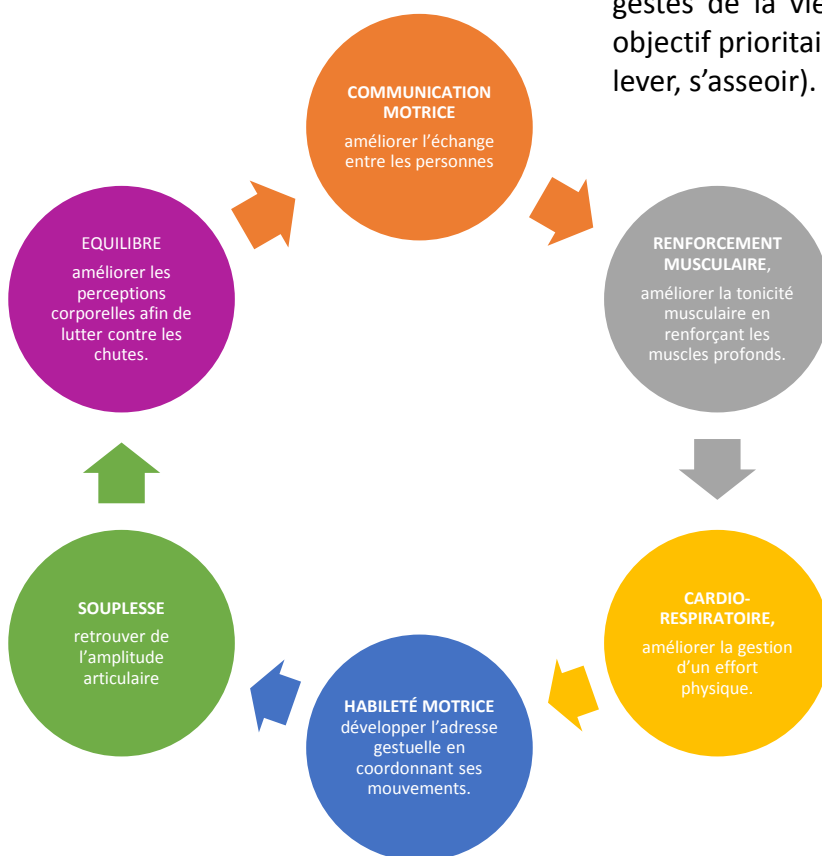 gestes de la vie
objectif prioritai
lever, s’asseoir).
COMMUNICATION
MOTRICE
améliorer l’échange
entre les personnes
RENFORCEMENT
MUSCULAIRE,
améliorer la tonicité
musculaire en
renforçant les
muscles profonds.
CARDIO-
RESPIRATOIRE,
améliorer la gestion
d’un effort
physique.
HABILETÉ MOTRICE
développer l’adresse
gestuelle en
coordonnant ses
mouvements.
SOUPLESSE
retrouver de
l’amplitude
articulaire
EQUILIBRE
améliorer les
perceptions
corporelles afin de
lutter contre les
chutes.